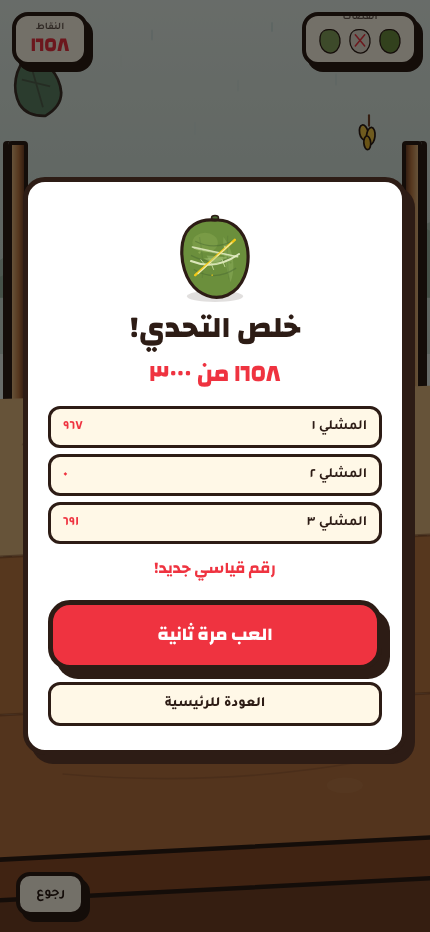 القصات
النقاط
١٦٥٨
خلص التحدي!
١٦٥٨ من ٣٠٠٠
المشلي ١
٩٦٧
المشلي ٢
٠
المشلي ٣
٦٩١
رقم قياسي جديد!
العب مرة ثانية
العودة للرئيسية
رجوع